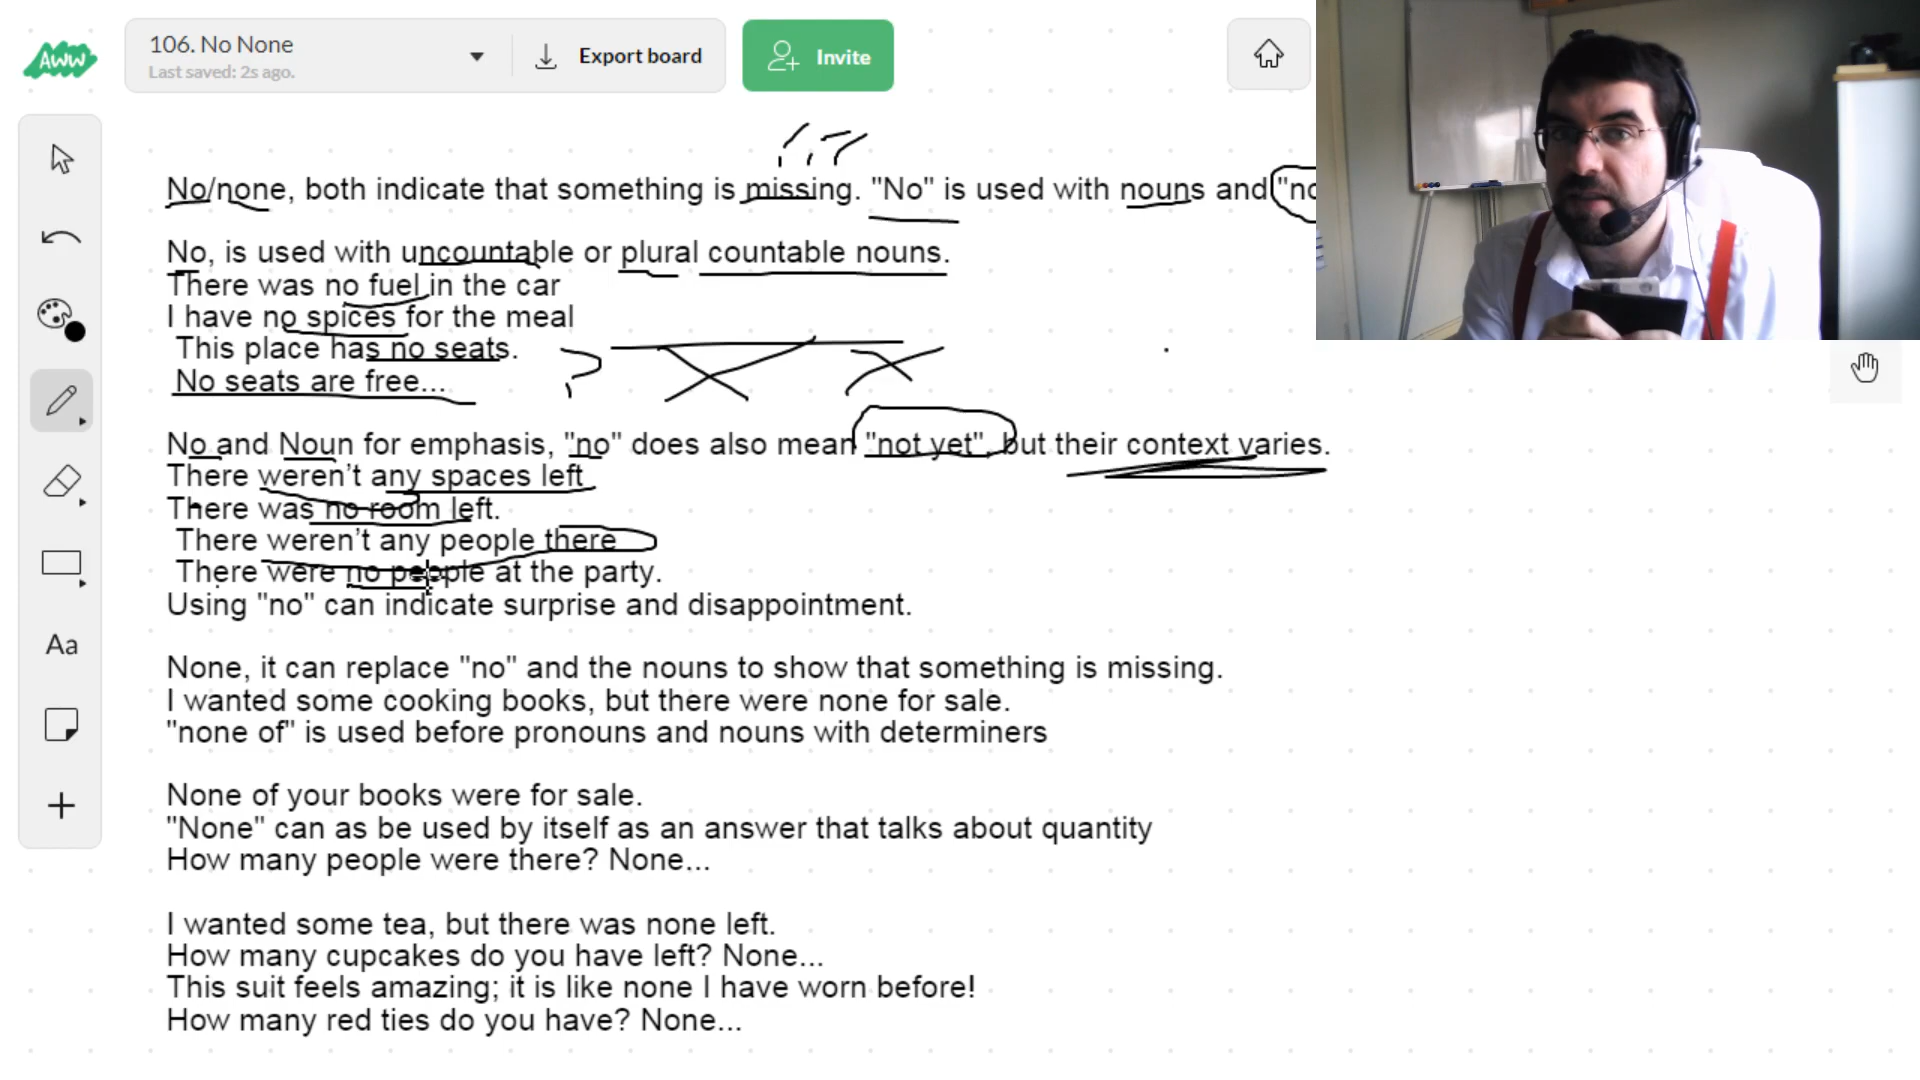 AWW
106. No None
Last saved: 2s ago.
Export board
Invite
No/none, both indicate that something is missing. "No" is used with nouns and "no
No, is used with uncountable or plural countable nouns.
There was no fuel in the car
I have no spices for the meal
This place has no seats.
No seats are free...
?
No and Noun for emphasis, "no" does also mean "not yet", but their context varies.
There weren't any spaces left
There was no room left.
There weren't any people there
There were no people at the party.
Using "no" can indicate surprise and disappointment.
None, it can replace "no" and the nouns to show that something is missing.
I wanted some cooking books, but there were none for sale.
"none of" is used before pronouns and nouns with determiners
None of your books were for sale.
"None" can as be used by itself as an answer that talks about quantity
How many people were there? None...
I wanted some tea, but there was none left.
How many cupcakes do you have left? None...
This suit feels amazing; it is like none I have worn before!
How many red ties do you have? None...
Aa